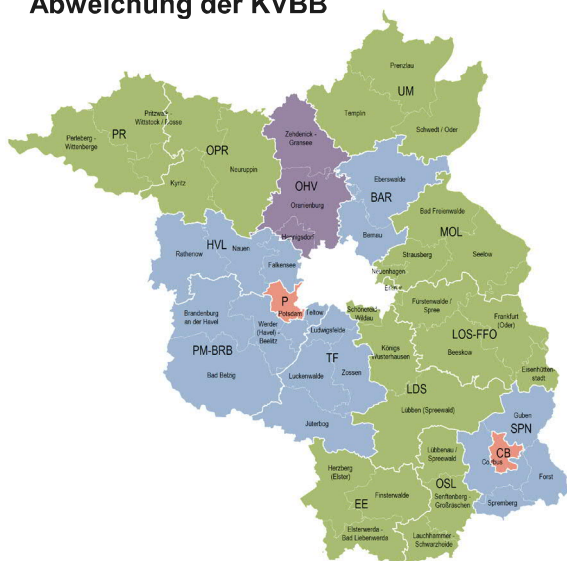 Abweichung der KVBB
Prenzlau
UM
Templin
Schwedt / Oder
Pritzwalk -
Wittstock / Dosse
PR
Perleberg -
Wittenberge
OPR
Neuruppin
Kyritz
Zehdenick -
Gransee
OHV
Oranienburg
Hennigsdorf
Eberswalde
BAR
Bernau
Bad Freienwalde
MOL
Strausberg
Seelow
Neuenhagen
Erkner
HVL
Nauen
Rathenow
Falkensee
P
Potsdam
Teltow
Schönefeld -
Wildau
Fürstenwalde /
Spree
Frankfurt
(Oder)
LOS-FFO
Beeskow
Eisenhütten-
stadt
Brandenburg
an der Havel
Werder
(Havel) -
Beelitz
PM-BRB
Bad Belzig
Ludwigsfelde
TF
Zossen
Luckenwalde
Jüterbog
Königs
Wusterhausen
LDS
Lübben (Spreewald)
Guben
SPN
CB
Cottbus
Forst
Spremberg
Lübbenau /
Spreewald
OSL
Senftenberg -
Großräschen
Lauchhammer -
Schwarzheide
Herzberg
(Elster)
Finsterwalde
EE
Elsterwerda -
Bad Liebenwerda